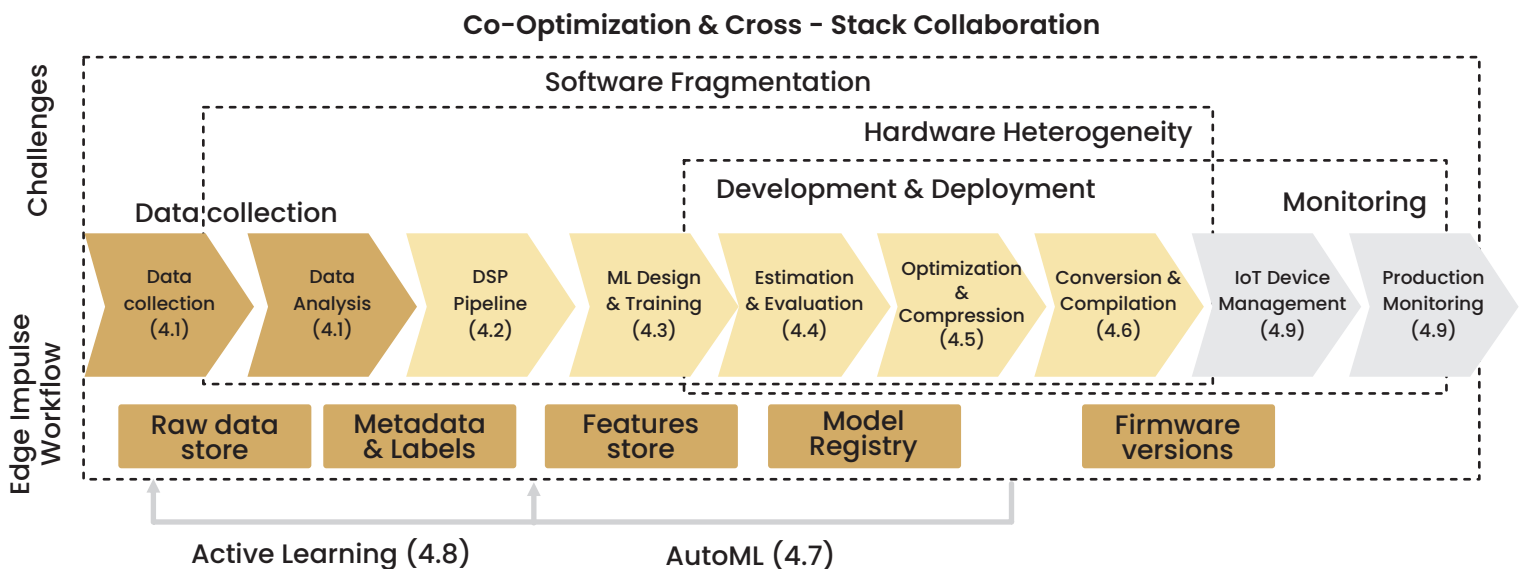 Co-Optimization & Cross - Stack Collaboration
Challenges
Software Fragmentation
Hardware Heterogeneity
Development & Deployment
Data collection
Monitoring
Data
collection
(4.1)
Data
Analysis
(4.1)
DSP
Pipeline
(4.2)
ML Design
& Training
(4.3)
Estimation
& Evaluation
(4.4)
Optimization
&
Compression
(4.5)
Conversion &
Compilation
(4.6)
IoT Device
Management
(4.9)
Production
Monitoring
(4.9)
Edge Impulse
Workflow
Raw data
store
Metadata
& Labels
Features
store
Model
Registry
Firmware
versions
Active Learning (4.8)
AutoML (4.7)